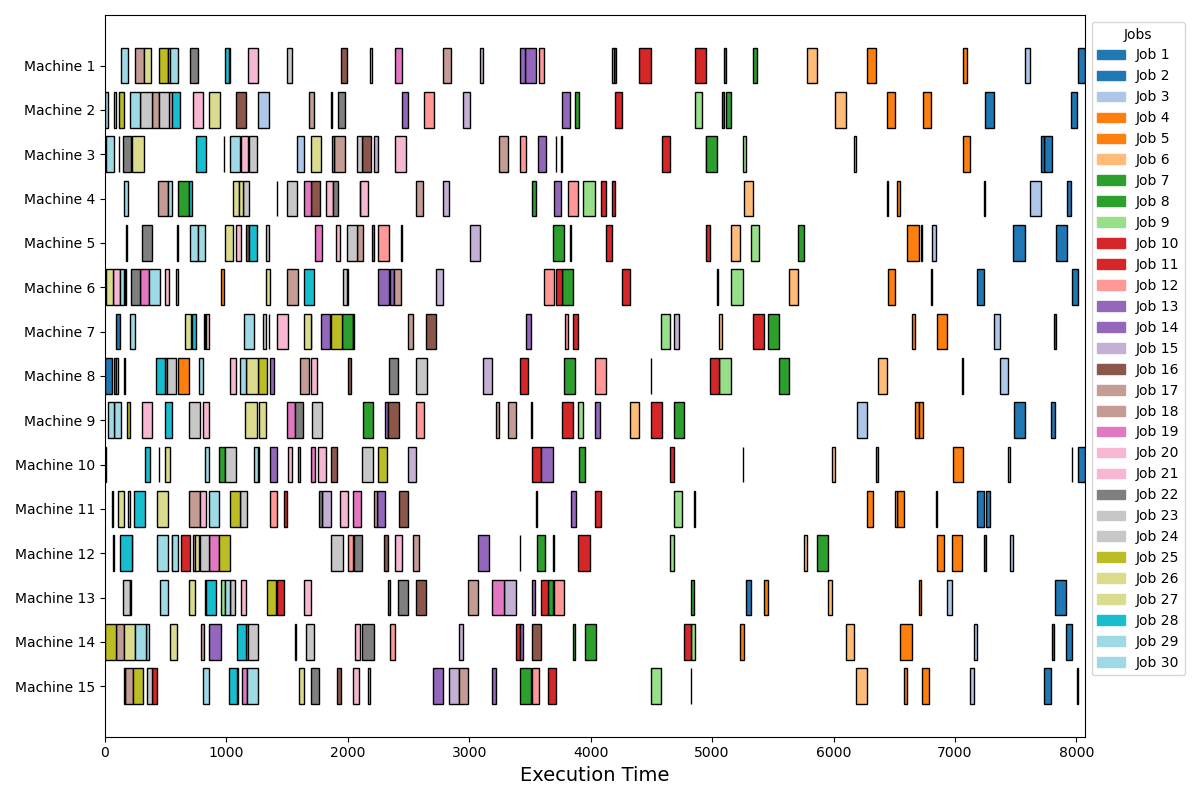 Machine 1
Machine 2
Machine 3
Machine 4
Machine 5
Machine 6
Machine 7
Machine 8
Machine 9
Machine 10
Machine 11
Machine 12
Machine 13
Machine 14
Machine 15
0 1000 2000 3000 4000 5000 6000 7000 8000
Execution Time
Jobs
Job 1
Job 2
Job 3
Job 4
Job 5
Job 6
Job 7
Job 8
Job 9
Job 10
Job 11
Job 12
Job 13
Job 14
Job 15
Job 16
Job 17
Job 18
Job 19
Job 20
Job 21
Job 22
Job 23
Job 24
Job 25
Job 26
Job 27
Job 28
Job 29
Job 30